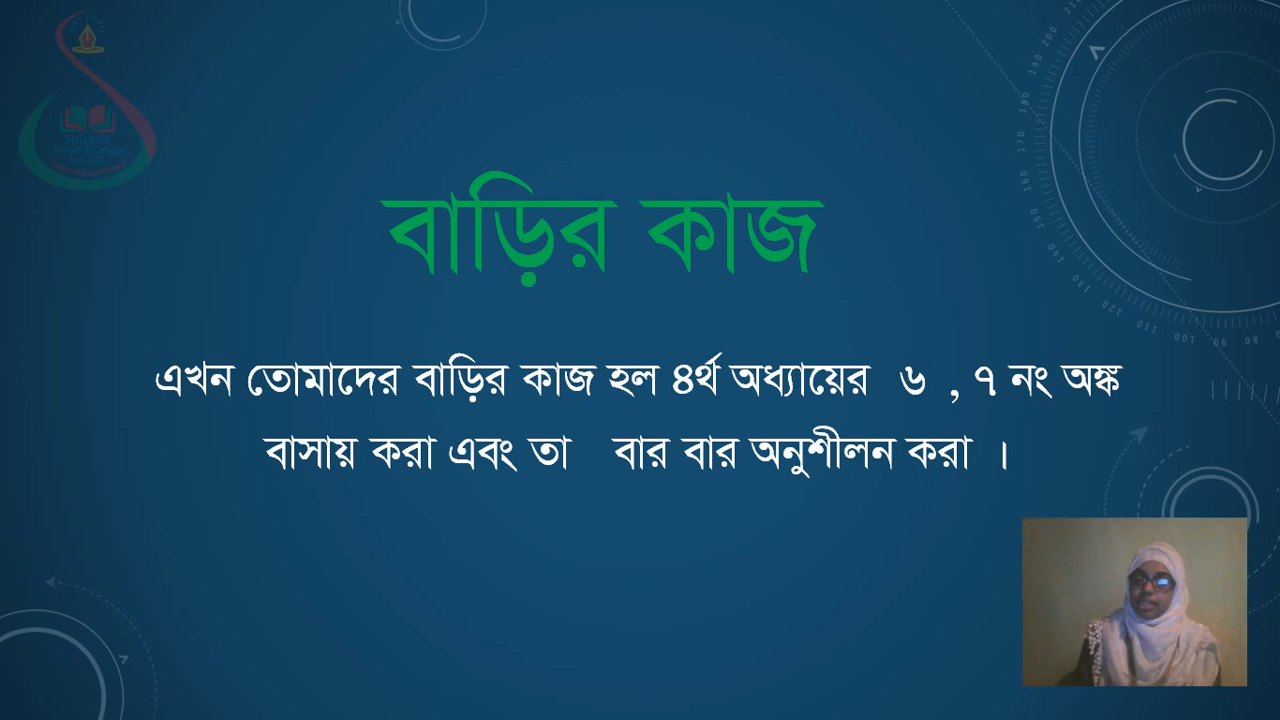 বাড়ির কাজ
এখন তোমাদের বাড়ির কাজ হল ৪র্থ অধ্যায়ের ৬ , ৭ নং অঙ্ক
বাসায় করা এবং তা বার বার অনুশীলন করা ।